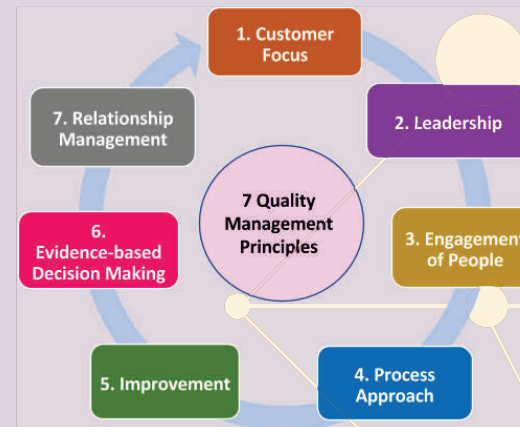 1. Customer
Focus
2. Leadership
3. Engagement
of People
4. Process
Approach
5. Improvement
6.
Evidence-based
Decision Making
7. Relationship
Management
7 Quality
Management
Principles